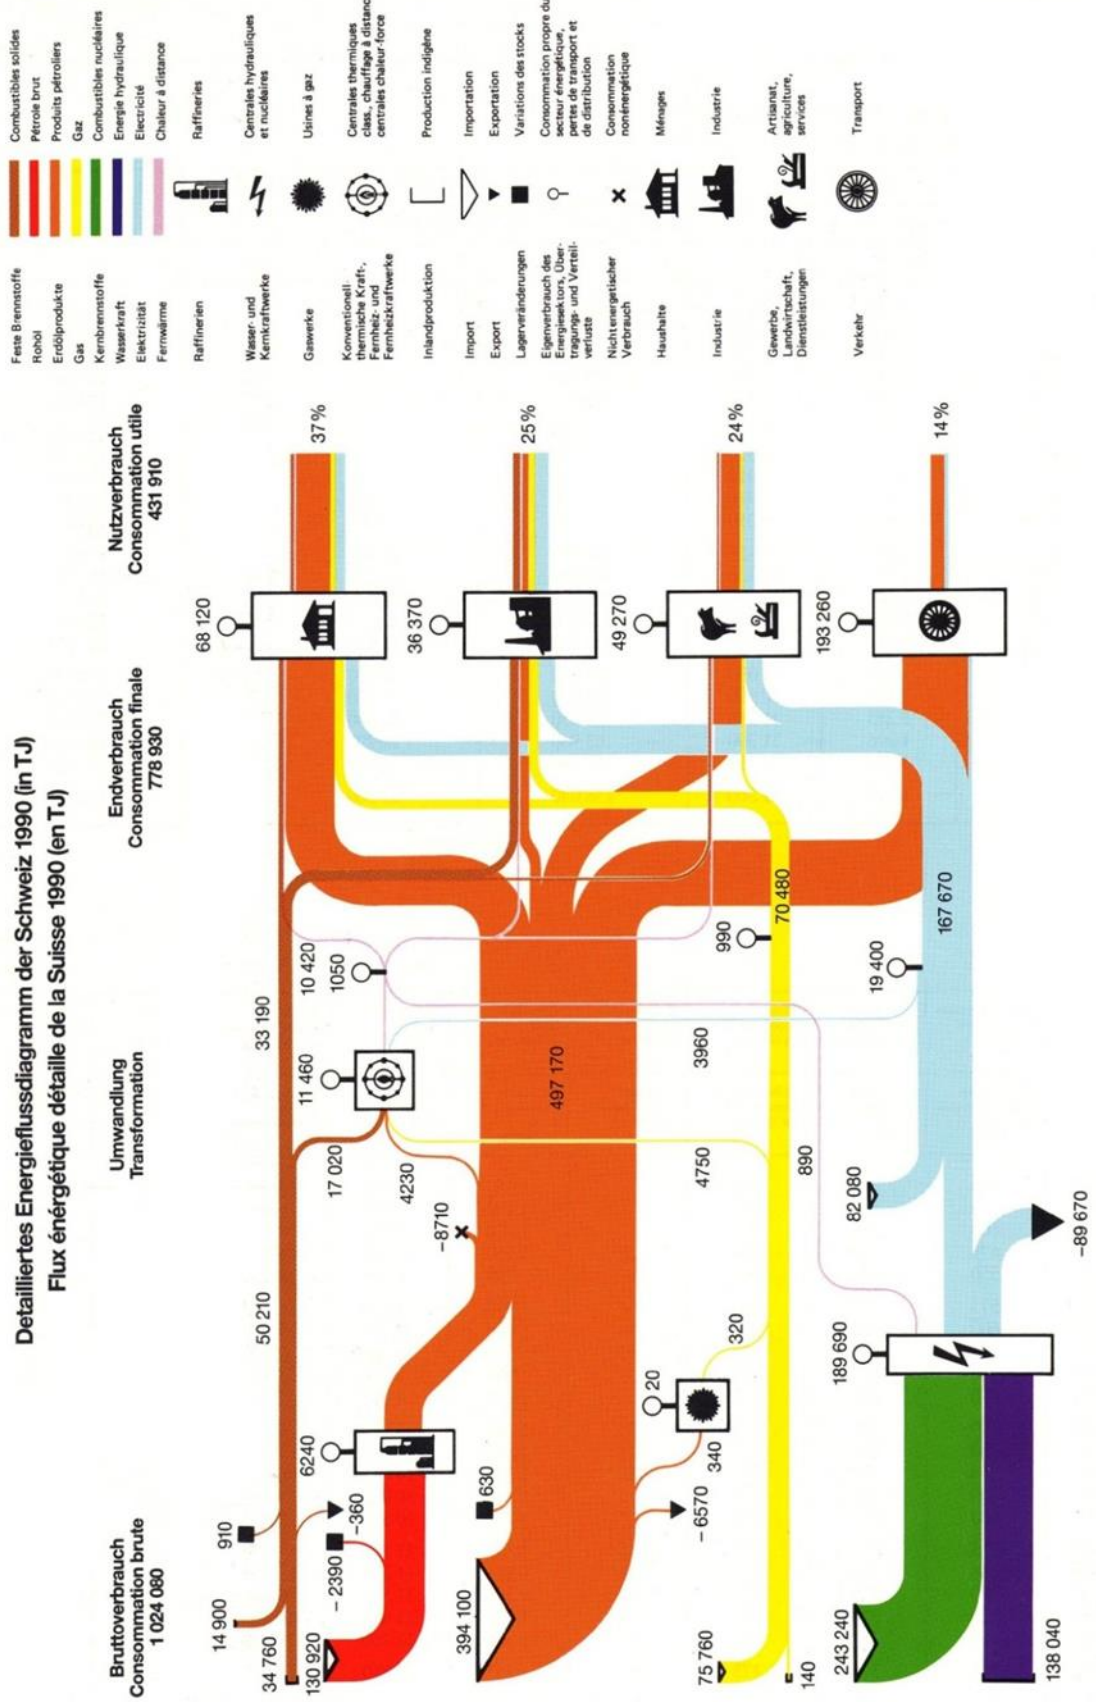 Detailliertes Energieflussdiagramm der Schweiz 1990 (in TJ)
Flux énérgétique détaille de la Suisse 1990 (en TJ)
Bruttoverbrauch
Consommation brute
1 024 080
Umwandlung
Transformation
Endverbrauch
Consommation finale
778 930
Nutzverbrauch
Consommation utile
431 910
14 900
910
34 760
130 920
– 2390
–360
6240
50 210
33 190
17 020
11 460
10 420
1050
4230
–8710
394 100
630
– 6570
340
20
320
497 170
4750
3960
990
70 480
75 760
140
890
243 240
138 040
189 690
82 080
–89 670
19 400
167 670
68 120
36 370
49 270
193 260
37 %
25 %
24 %
14 %
Feste Brennstoffe
Rohöl
Erdölprodukte
Gas
Kernbrennstoffe
Wasserkraft
Elektrizität
Fernwärme
Raffinerien
Wasser- und
Kernkraftwerke
Gaswerke
Konventionell-
thermische Kraft-,
Fernheiz- und
Fernheizkraftwerke
Inlandproduktion
Import
Export
Lagerveränderungen
Eigenverbrauch des
Energiesektors, Über-
tragungs- und Verteil-
verluste
Nichtenergetischer
Verbrauch
Haushalte
Industrie
Gewerbe,
Landwirtschaft,
Dienstleistungen
Verkehr
Combustibles solides
Pétrole brut
Produits pétroliers
Gaz
Combustibles nucléaires
Energie hydraulique
Electricité
Chaleur à distance
Raffineries
Centrales hydrauliques
et nucléaires
Usines à gaz
Centrales thermiques
class., chauffage à distanc
centrales chaleur-force
Production indigène
Importation
Exportation
Variations des stocks
Consommation propre du
secteur énergétique,
pertes de transport et
de distribution
Consommation
nonénergétique
Ménages
Industrie
Artisanat,
agriculture,
services
Transport